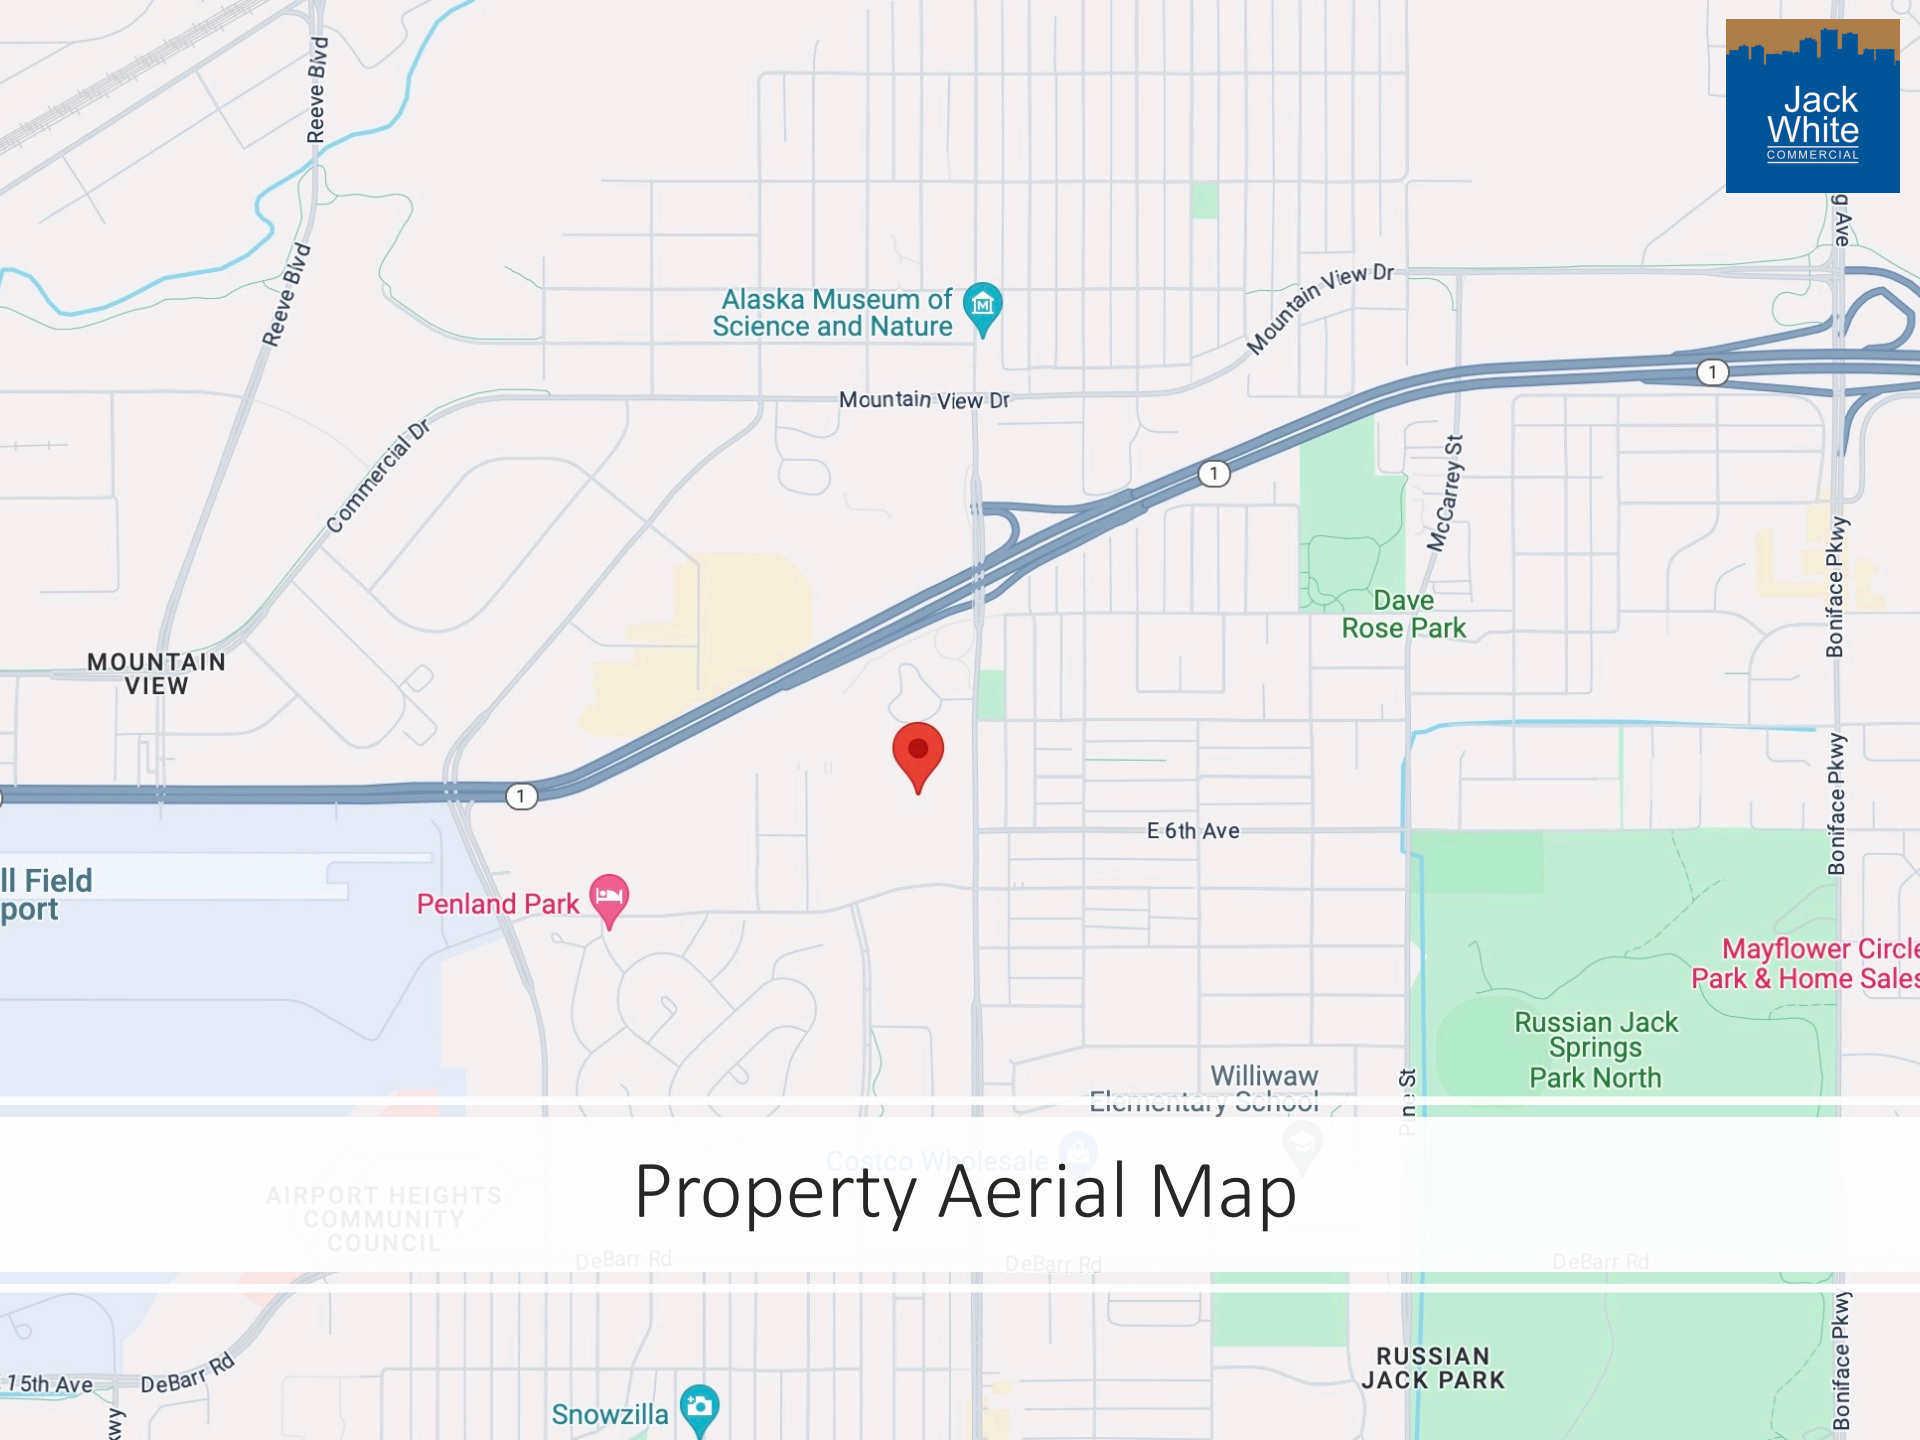 Reeve Blvd
Jack
White
COMMERCIAL
g Ave
Reeve Blvd
Mountain View Dr
Alaska Museum of
Science and Nature
M
1
Mountain View Dr
Commercial Dr
1
McCarrey St
Boniface Pkwy
Dave
Rose Park
MOUNTAIN
VIEW
1
Boniface Pkwy
E 6th Ave
ll Field
port
Penland Park
Mayflower Circle
Park & Home Sales
Russian Jack
Springs
Park North
Williwaw
Elementary School
Pine St
Costco Wholesale
Property Aerial Map
AIRPORT HEIGHTS
COMMUNITY
COUNCIL
DeBarr Rd
DeBarr Rd
DeBarr Rd
Boniface Pkwy
RUSSIAN
JACK PARK
15th Ave
DeBarr Rd
Snowzilla
kwy